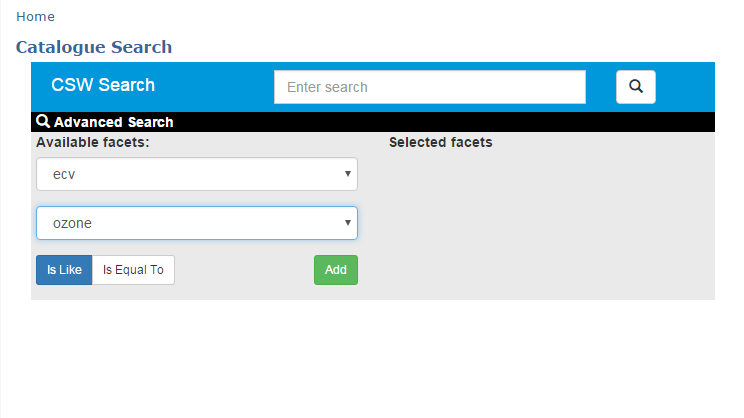 Home
Catalogue Search
CSW Search
Enter search
Advanced Search
Available facets:
Selected facets
ecv
ozone
Is Like
Is Equal To
Add